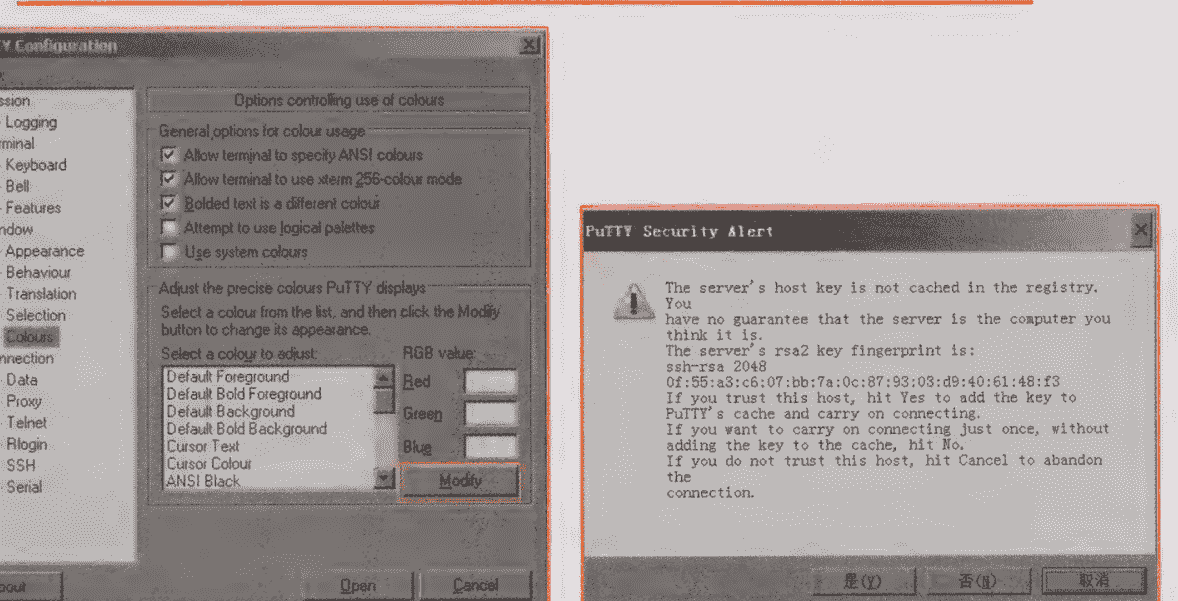 TY Configuration
ssion
Logging
rminal
Keyboard
Bell
Features
ndow
Appearance
Behaviour
Translation
Selection
Colours
nnection
Data
Proxy
Telnet
Rlogin
SSH
Serial
bout
Options controlling use of colours
General options for colour usage
Allow terminal to specify ANSI colours
Allow terminal to use xterm 256-colour mode
Bolded text is a different colour
Attempt to use logical palettes
Use system colours
Adjust the precise colours PuTTY displays
Select a colour from the list, and then click the Modify
button to change its appearance.
Select a colour to adjust:
RGB value:
Default Foreground
Default Bold Foreground
Default Background
Default Bold Background
Cursor Text
Cursor Colour
ANSI Black
Red
Green
Blue
Modify
Open
Cancel
PuTTY Security Alert
The server's host key is not cached in the registry.
You
have no guarantee that the server is the computer you
think it is.
The server's rsa2 key fingerprint is:
ssh-rsa 2048
0f:55:a3:c6:07:bb:7a:0c:87:93:03:d9:40:61:48:f3
If you trust this host, hit Yes to add the key to
PuTTY's cache and carry on connecting.
If you want to carry on connecting just once, without
adding the key to the cache, hit No.
If you do not trust this host, hit Cancel to abandon
the
connection.
是(Y)
否(N)
取消